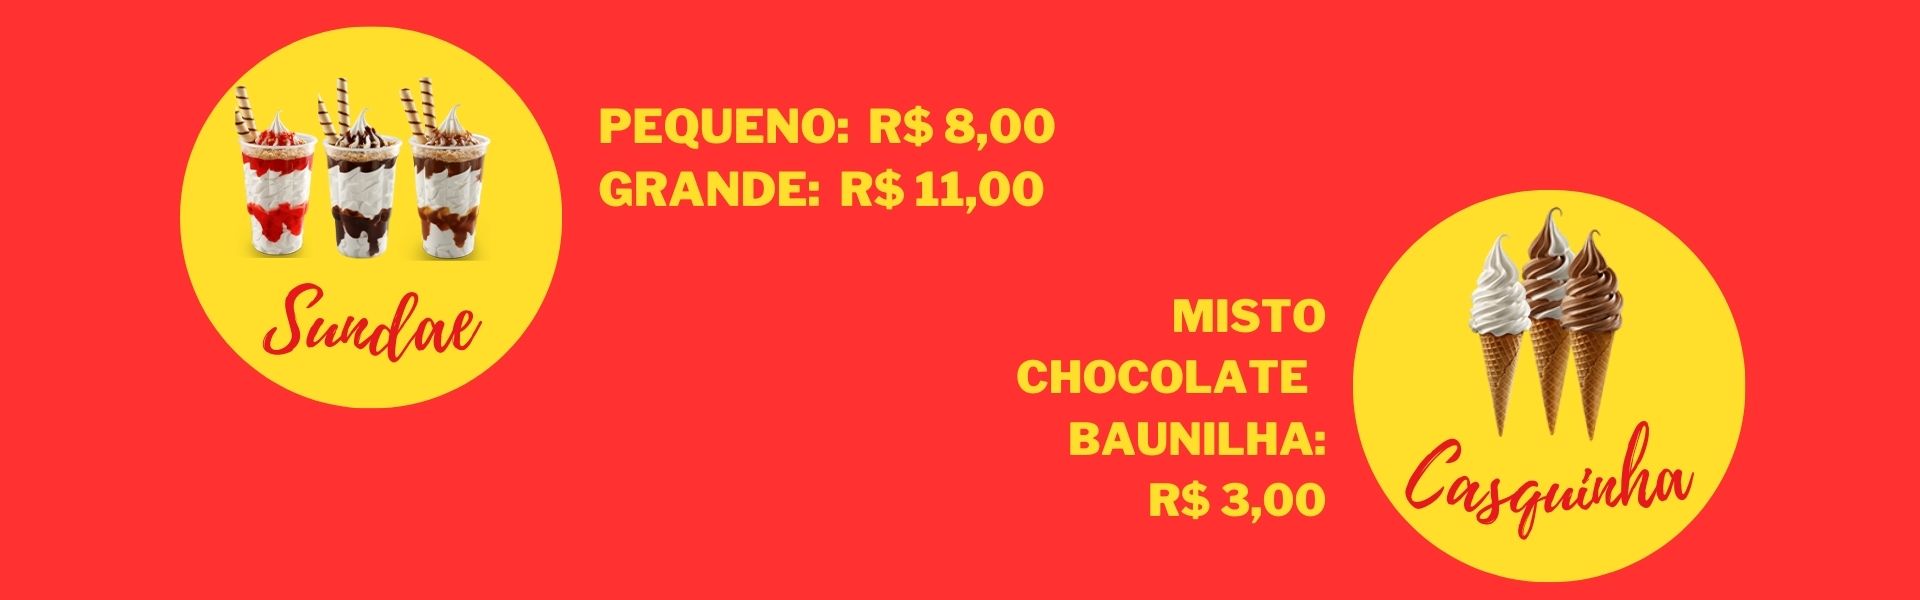 PEQUENO: R$ 8,00
GRANDE: R$ 11,00
Sundae
MISTO
CHOCOLATE
BAUNILHA:
R$ 3,00
Casquinha